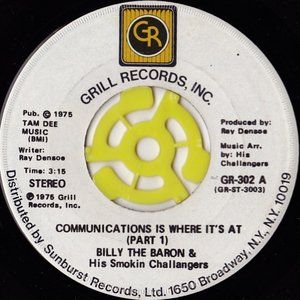 GR
GRILL RECORDS, INC.
Pub. Ⓟ 1975
TAM DEE
MUSIC
(BMI)
Writer:
Ray Densoe
Time: 3:15
STEREO
Ⓟ 1975 Grill
Records, Inc.
Produced by:
Ray Densoe
Music Arr.
by: His
Challangers
GR-302 A
(GR-ST-3003)
COMMUNICATIONS IS WHERE IT'S AT
(PART 1)
BILLY THE BARON &
His Smokin Challangers
Distributed by Sunburst Records, Ltd. 1650 Broadway, N.Y., N.Y. 10019